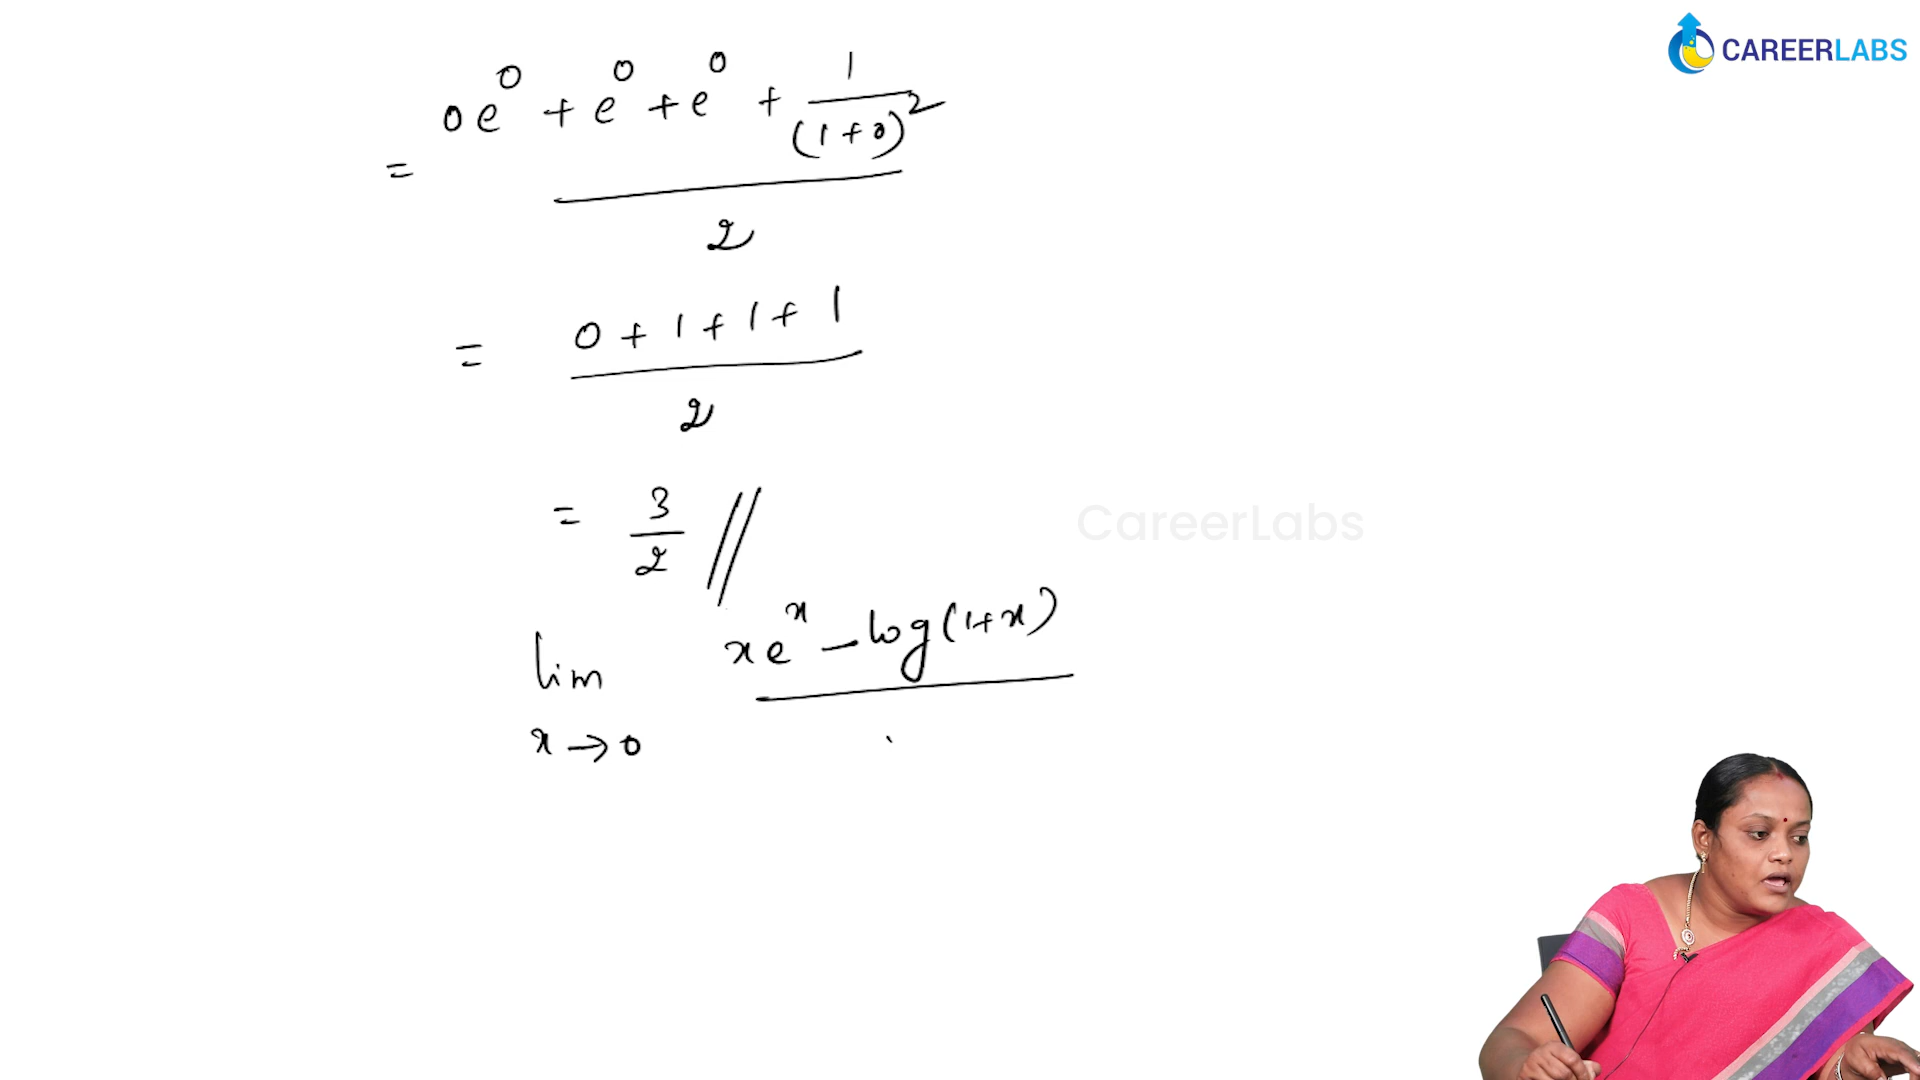 CAREERLABS
0e^0 + e^0 + e^0 + 1/(1+0)^2
=
2
= 0+1+1+1
2
= 3/2 //
CareerLabs
lim x→0 xe^x - log(1+x)